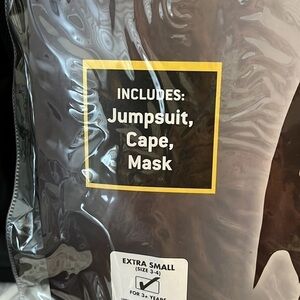 INCLUDES:
Jumpsuit,
Cape,
Mask
EXTRA SMALL
(SIZE 3-4)
FOR 3+ YEARS